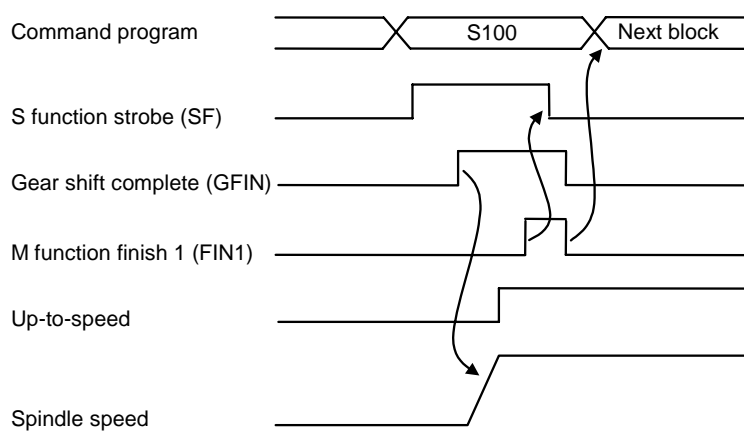 Command program
S100
Next block
S function strobe (SF)
Gear shift complete (GFIN)
M function finish 1 (FIN1)
Up-to-speed
Spindle speed